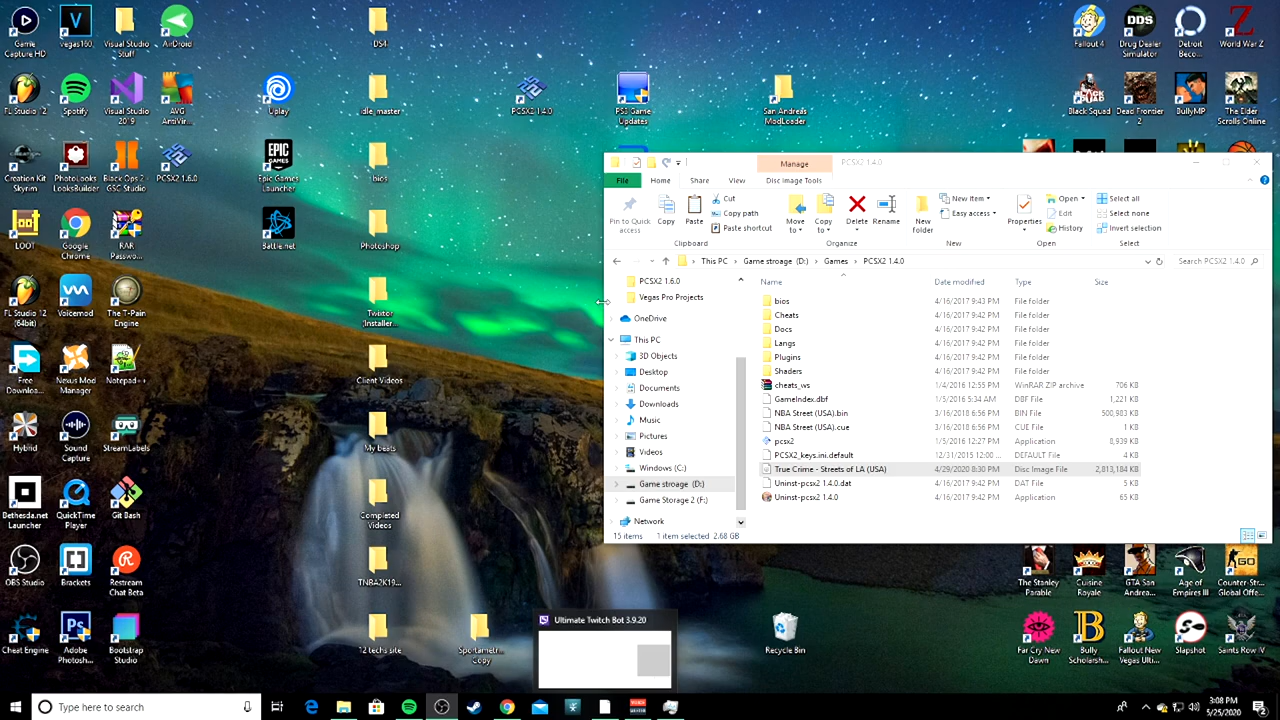 Game
Capture HD
vegas160
Visual Studio
Stuff
AirDroid
DS4
Fallout 4
Drug Dealer
Simulator
Detroit
Beco...
World War Z
FL Studio 12
Spotify
Visual Studio
2019
AVG
AntiVir...
Uplay
idle_master
PCSX2 1.4.0
PS3 Game
Updates
San Andreas
ModLoader
Black Squad
Dead Frontier
2
BullyMP
The Elder
Scrolls Online
Creation Kit
Skyrim
PhotoLooks
LooksBuilder
Black Ops 2 -
GSC Studio
PCSX2 1.6.0
Epic Games
Launcher
bios
LOOT
Google
Chrome
RAR
Passwo...
Battle.net
Photoshop
FL Studio 12
(64bit)
Voicemod
The T-Pain
Engine
Twixtor
(Installer...
Free
Downloa...
Nexus Mod
Manager
Notepad++
Client Videos
Hybrid
Sound
Capture
StreamLabels
My beats
Bethesda.net
Launcher
QuickTime
Player
Git Bash
Completed
Videos
OBS Studio
Brackets
Restream
Chat Beta
TNBA2K19...
Cheat Engine
Adobe
Photosh...
Bootstrap
Studio
12 techs site
Sportametr...
Copy
Manage
PCSX2 1.4.0
File
Home
Share
View
Disc Image Tools
Pin to Quick
access
Copy
Paste
Cut
Copy path
Paste shortcut
Move
to
Copy
to
Delete
Rename
New
folder
New item
Easy access
Properties
Open
Edit
History
Select all
Select none
Invert selection
Clipboard
Organize
New
Open
Select
This PC
Game stroage (D:)
Games
PCSX2 1.4.0
Search PCSX2 1.4.0
PCSX2 1.6.0
Vegas Pro Projects
OneDrive
This PC
3D Objects
Desktop
Documents
Downloads
Music
Pictures
Videos
Windows (C:)
Game stroage (D:)
Game Storage 2 (F:)
Network
Name Date modified Type Size
bios 4/16/2017 9:43 PM File folder
Cheats 4/16/2017 9:42 PM File folder
Docs 4/16/2017 9:42 PM File folder
Langs 4/16/2017 9:42 PM File folder
Plugins 4/16/2017 9:42 PM File folder
Shaders 4/16/2017 9:42 PM File folder
cheats_ws 1/4/2016 12:55 PM WinRAR ZIP archive 706 KB
GameIndex.dbf 1/5/2016 5:34 AM DBF File 1,221 KB
NBA Street (USA).bin 3/16/2018 6:56 PM BIN File 500,983 KB
NBA Street (USA).cue 3/16/2018 6:56 PM CUE File 1 KB
pcsx2 1/5/2016 12:27 PM Application 8,939 KB
PCSX2_keys.ini.default 12/31/2015 12:00 ... DEFAULT File 4 KB
True Crime - Streets of LA (USA) 4/29/2020 8:30 PM Disc Image File 2,813,184 KB
Uninst-pcsx2 1.4.0.dat 4/16/2017 9:42 PM DAT File 5 KB
Uninst-pcsx2 1.4.0 4/16/2017 9:42 PM Application 65 KB
15 items 1 item selected 2.68 GB
The Stanley
Parable
Cuisine
Royale
GTA San
Andrea...
Age of
Empires III
Counter-Str...
Global Offe...
Ultimate Twitch Bot 3.9.20
Recycle Bin
Far Cry New
Dawn
Bully
Scholarsh...
Fallout New
Vegas Ulti...
Slapshot
Saints Row IV
Type here to search
3:08 PM
5/25/2020
2